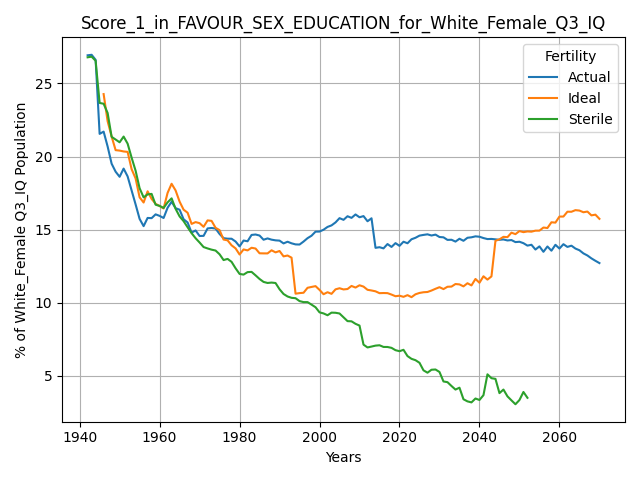 Score_1_in_FAVOUR_SEX_EDUCATION_for_White_Female_Q3_IQ
Fertility
Actual
Ideal
Sterile
% of White_Female Q3_IQ Population
25
20
15
10
5
1940 1960 1980 2000 2020 2040 2060
Years